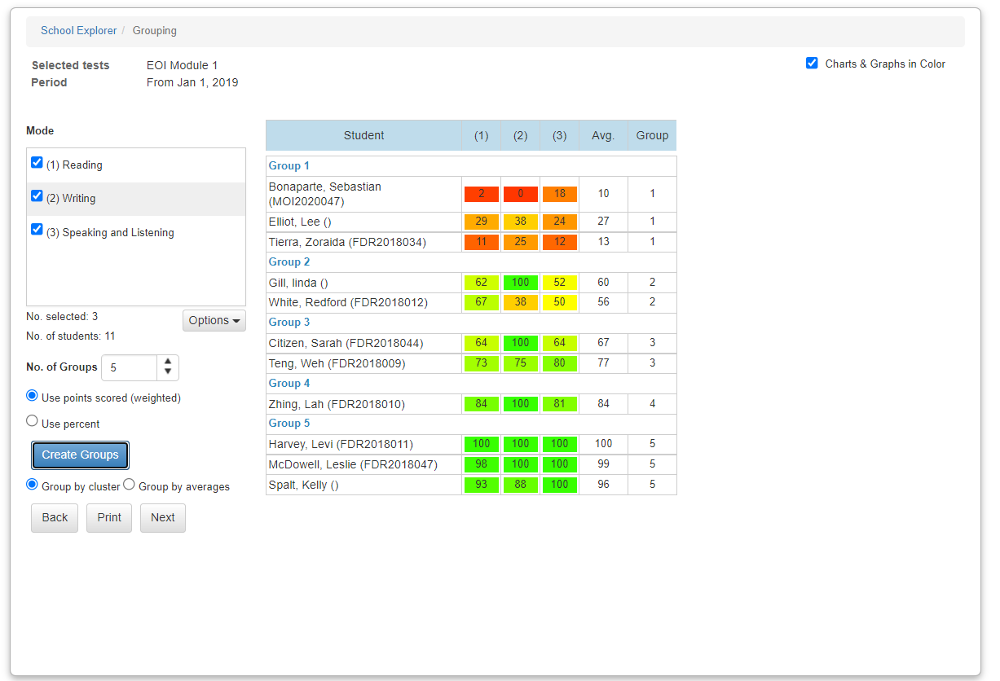 School Explorer / Grouping
Selected tests EOI Module 1
Period From Jan 1, 2019
Charts & Graphs in Color
Mode
(1) Reading
(2) Writing
(3) Speaking and Listening
No. selected: 3
Options
No. of students: 11
No. of Groups 5
Use points scored (weighted)
Use percent
Create Groups
Group by cluster Group by averages
Back Print Next
Student (1) (2) (3) Avg. Group
Group 1
Bonaparte, Sebastian
(MOI2020047) 2 0 18 10 1
Elliot, Lee () 29 38 24 27 1
Tierra, Zoraida (FDR2018034) 11 25 12 13 1
Group 2
Gill, linda () 62 100 52 60 2
White, Redford (FDR2018012) 67 38 50 56 2
Group 3
Citizen, Sarah (FDR2018044) 64 100 64 67 3
Teng, Weh (FDR2018009) 73 75 80 77 3
Group 4
Zhing, Lah (FDR2018010) 84 100 81 84 4
Group 5
Harvey, Levi (FDR2018011) 100 100 100 100 5
McDowell, Leslie (FDR2018047) 98 100 100 99 5
Spalt, Kelly () 93 88 100 96 5